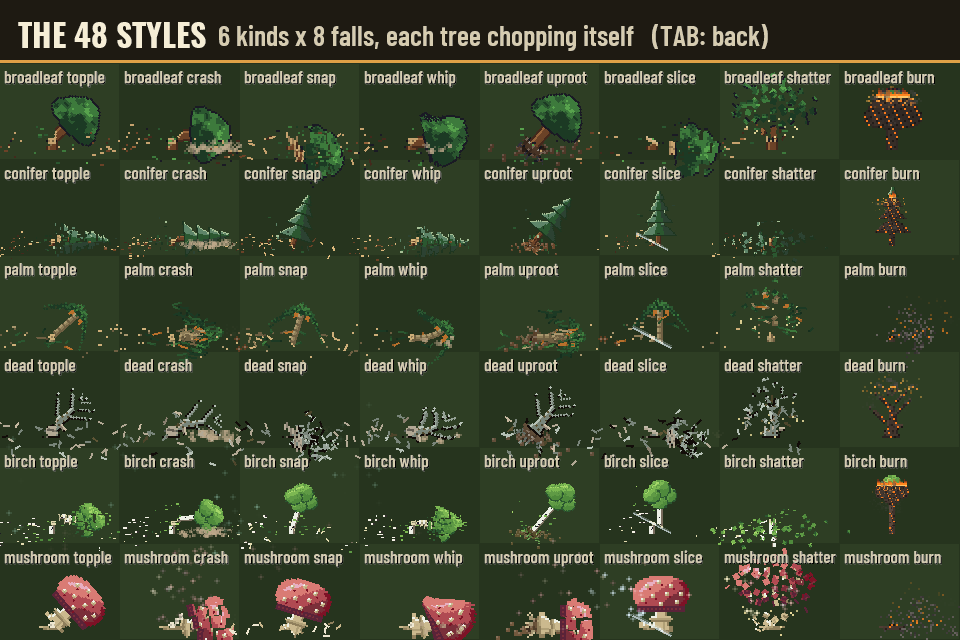 THE 48 STYLES 6 kinds x 8 falls, each tree chopping itself (TAB: back)
broadleaf topple broadleaf crash broadleaf snap broadleaf whip broadleaf uproot broadleaf slice broadleaf shatter broadleaf burn
conifer topple conifer crash conifer snap conifer whip conifer uproot conifer slice conifer shatter conifer burn
palm topple palm crash palm snap palm whip palm uproot palm slice palm shatter palm burn
dead topple dead crash dead snap dead whip dead uproot dead slice dead shatter dead burn
birch topple birch crash birch snap birch whip birch uproot birch slice birch shatter birch burn
mushroom topple mushroom crash mushroom snap mushroom whip mushroom uproot mushroom slice mushroom shatter mushroom burn